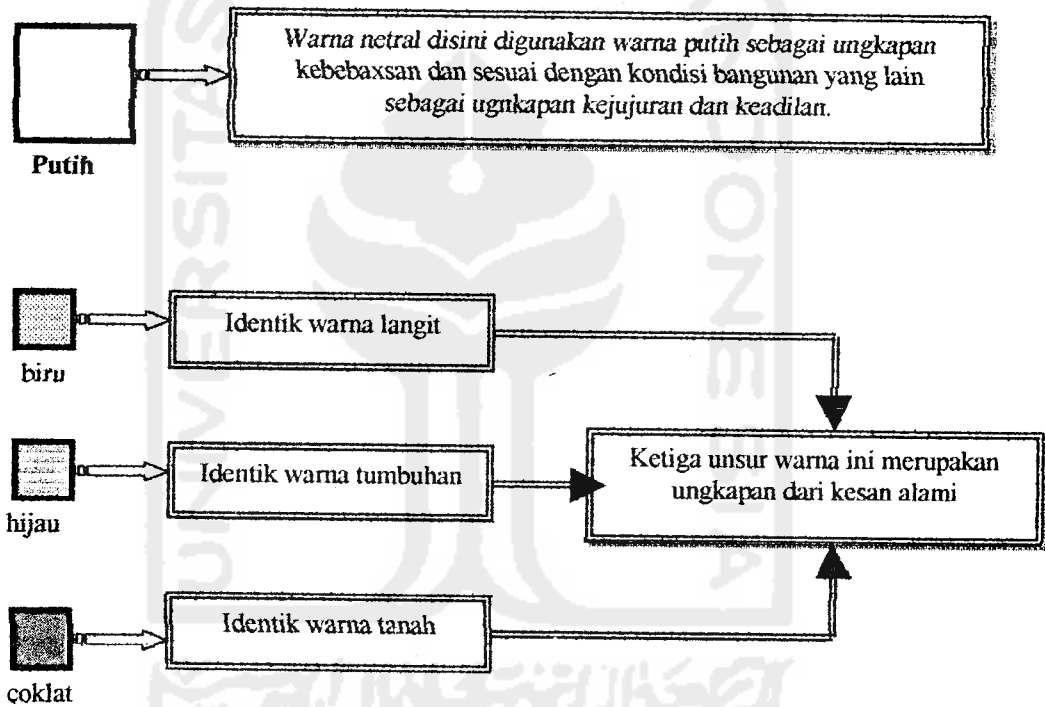 Warna netral disini digunakan warna putih sebagai ungkapan
kebebaxsan dan sesuai dengan kondisi bangunan yang lain
sebagai ugnkapan kejujuran dan keadilan.
Putih
Identik warna langit
biru
Identik warna tumbuhan
hijau
Ketiga unsur warna ini merupakan
ungkapan dari kesan alami
Identik warna tanah
coklat
UNIVERSITAS
INDONESIA